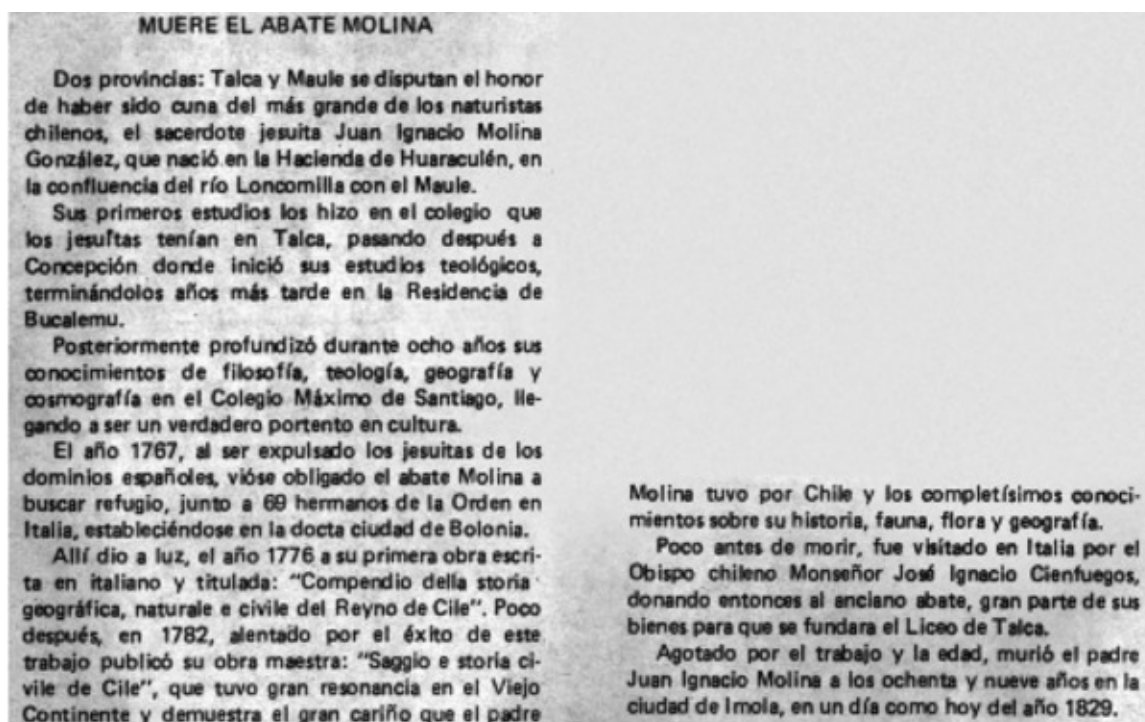 MUERE EL ABATE MOLINA
Dos provincias: Talca y Maule se disputan el honor
de haber sido cuna del más grande de los naturistas
chilenos, el sacerdote jesuita Juan Ignacio Molina
González, que nació en la Hacienda de Huaraculén, en
la confluencia del río Loncomilla con el Maule.
Sus primeros estudios los hizo en el colegio que
los jesuítas tenían en Talca, pasando después a
Concepción donde inició sus estudios teológicos,
terminándolos años más tarde en la Residencia de
Bucalemu.
Posteriormente profundizó durante ocho años sus
conocimientos de filosofía, teología, geografía y
cosmografía en el Colegio Máximo de Santiago, lle-
gando a ser un verdadero portento en cultura.
El año 1767, al ser expulsado los jesuitas de los
dominios españoles, vióse obligado el abate Molina a
buscar refugio, junto a 69 hermanos de la Orden en
Italia, estableciéndose en la docta ciudad de Bolonia.
Allí dio a luz, el año 1776 a su primera obra escri-
ta en italiano y titulada: "Compendio della storia
geográfica, naturale e civile del Reyno de Cile". Poco
después, en 1782, alentado por el éxito de este
trabajo publicó su obra maestra: "Saggio e storia ci-
vile de Cile", que tuvo gran resonancia en el Viejo
Continente y demuestra el gran cariño que el padre
Molina tuvo por Chile y los completísimos conoci-
mientos sobre su historia, fauna, flora y geografía.
Poco antes de morir, fue visitado en Italia por el
Obispo chileno Monseñor José Ignacio Cienfuegos,
donando entonces al anciano abate, gran parte de sus
bienes para que se fundara el Liceo de Talca.
Agotado por el trabajo y la edad, murió el padre
Juan Ignacio Molina a los ochenta y nueve años en la
ciudad de Imola, en un día como hoy del año 1829.